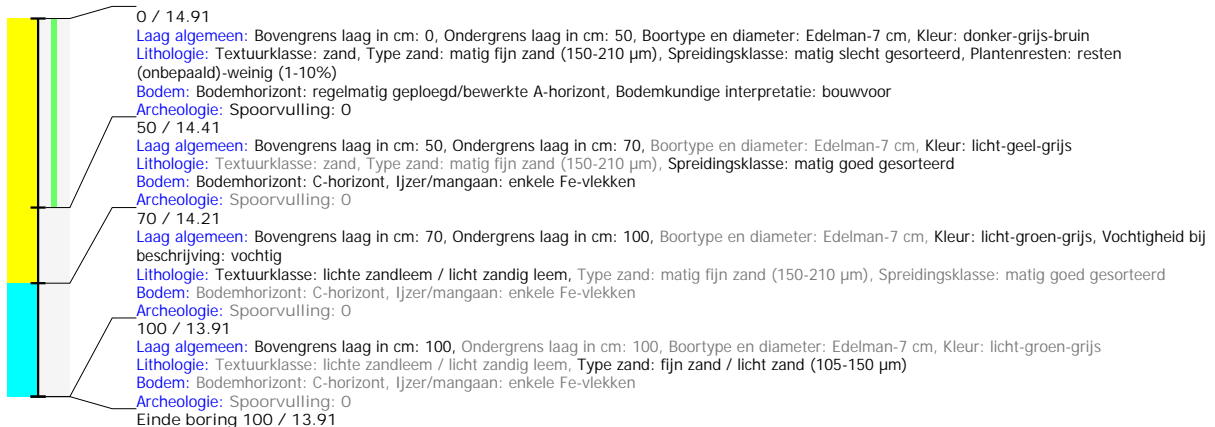 0 / 14.91
Laag algemeen: Bovengrens laag in cm: 0, Ondergrens laag in cm: 50, Boortype en diameter: Edelman-7 cm, Kleur: donker-grijs-bruin
Lithologie: Textuurklasse: zand, Type zand: matig fijn zand (150-210 µm), Spreidingsklasse: matig slecht gesorteerd, Plantenresten: resten
(onbepaald)-weinig (1-10%)
Bodem: Bodemhorizont: regelmatig geploegd/bewerkte A-horizont, Bodemkundige interpretatie: bouwvoor
Archeologie: Spoorvulling: 0
50 / 14.41
Laag algemeen: Bovengrens laag in cm: 50, Ondergrens laag in cm: 70, Boortype en diameter: Edelman-7 cm, Kleur: licht-geel-grijs
Lithologie: Textuurklasse: zand, Type zand: matig fijn zand (150-210 µm), Spreidingsklasse: matig goed gesorteerd
Bodem: Bodemhorizont: C-horizont, Ijzer/mangaan: enkele Fe-vlekken
Archeologie: Spoorvulling: 0
70 / 14.21
Laag algemeen: Bovengrens laag in cm: 70, Ondergrens laag in cm: 100, Boortype en diameter: Edelman-7 cm, Kleur: licht-groen-grijs, Vochtigheid bij
beschrijving: vochtig
Lithologie: Textuurklasse: lichte zandleem / licht zandig leem, Type zand: matig fijn zand (150-210 µm), Spreidingsklasse: matig goed gesorteerd
Bodem: Bodemhorizont: C-horizont, Ijzer/mangaan: enkele Fe-vlekken
Archeologie: Spoorvulling: 0
100 / 13.91
Laag algemeen: Bovengrens laag in cm: 100, Ondergrens laag in cm: 100, Boortype en diameter: Edelman-7 cm, Kleur: licht-groen-grijs
Lithologie: Textuurklasse: lichte zandleem / licht zandig leem, Type zand: fijn zand / licht zand (105-150 µm)
Bodem: Bodemhorizont: C-horizont, Ijzer/mangaan: enkele Fe-vlekken
Archeologie: Spoorvulling: 0
Einde boring 100 / 13.91